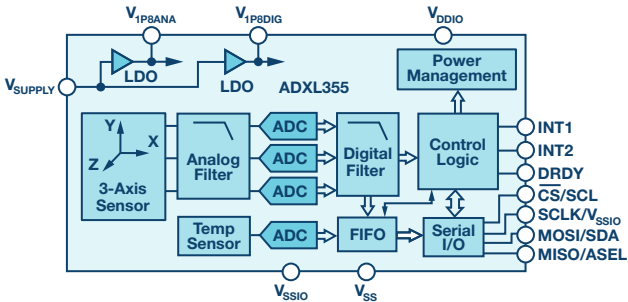 V1P8ANA
V1P8DIG
VDDIO
VSUPPLY
LDO
LDO
ADXL355
Power
Management
Y
X
Z
3-Axis
Sensor
Analog
Filter
ADC
ADC
ADC
Digital
Filter
Control
Logic
INT1
INT2
DRDY
CS/SCL
SCLK/VSSIO
MOSI/SDA
MISO/ASEL
Temp
Sensor
ADC
FIFO
Serial
I/O
VSSIO
VSS